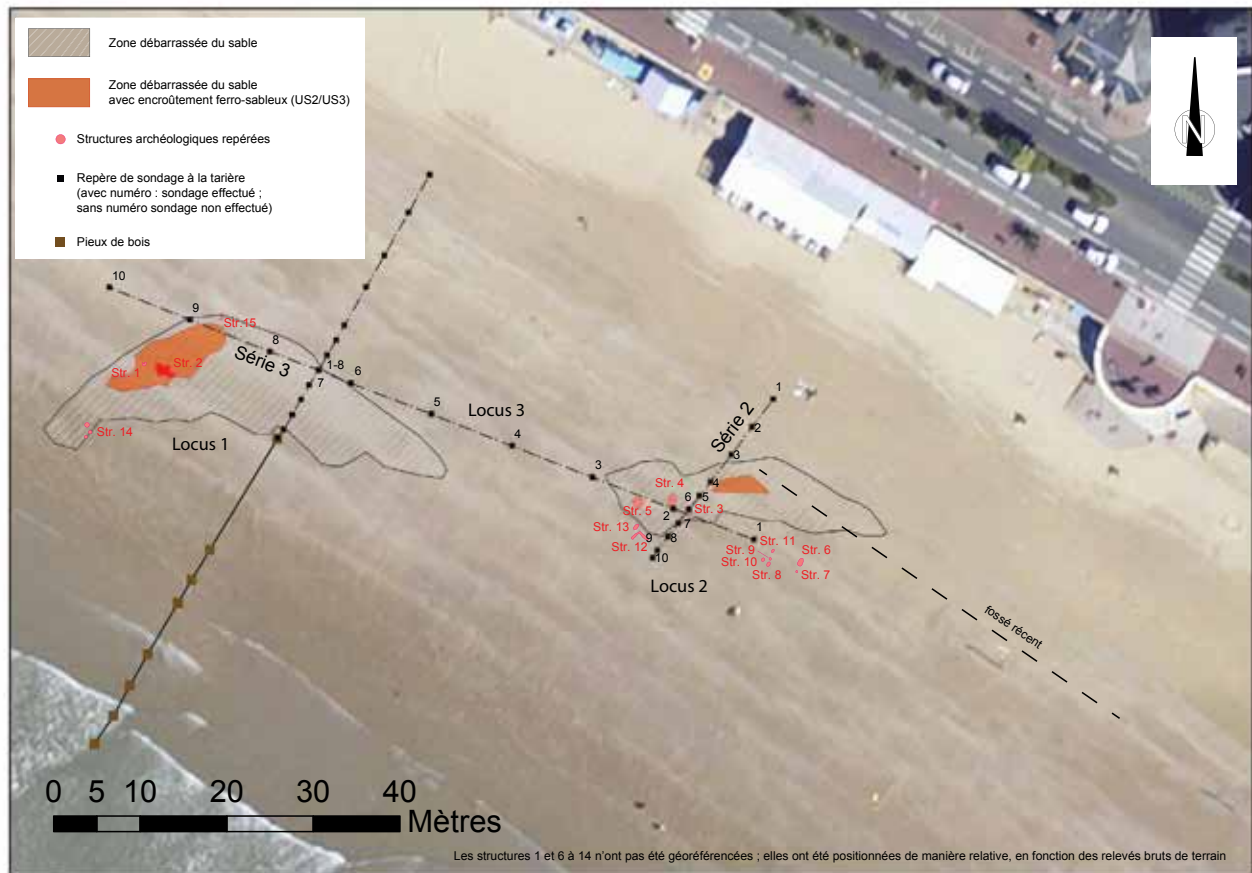 Zone débarrassée du sable
Zone débarrassée du sable
avec encroûtement ferro-sableux (US2/US3)
Structures archéologiques repérées
Repère de sondage à la tarière
(avec numéro : sondage effectué ;
sans numéro sondage non effectué)
Pieux de bois
N
10
9
Str.15
8
Série 3
1-8
Str. 1
Str. 2
7
6
5
Locus 3
Str. 14
Locus 1
4
3
1
Série 2
2
3
4
Str. 4
6
5
Str. 5
2
Str. 3
7
Str. 13
9
8
1
Str. 11
Str. 12
10
Str. 9
Str. 10
Str. 8
Str. 6
Str. 7
Locus 2
fossé récent
0 5 10 20 30 40
Mètres
Les structures 1 et 6 à 14 n'ont pas été géoréférencées ; elles ont été positionnées de manière relative, en fonction des relevés bruts de terrain